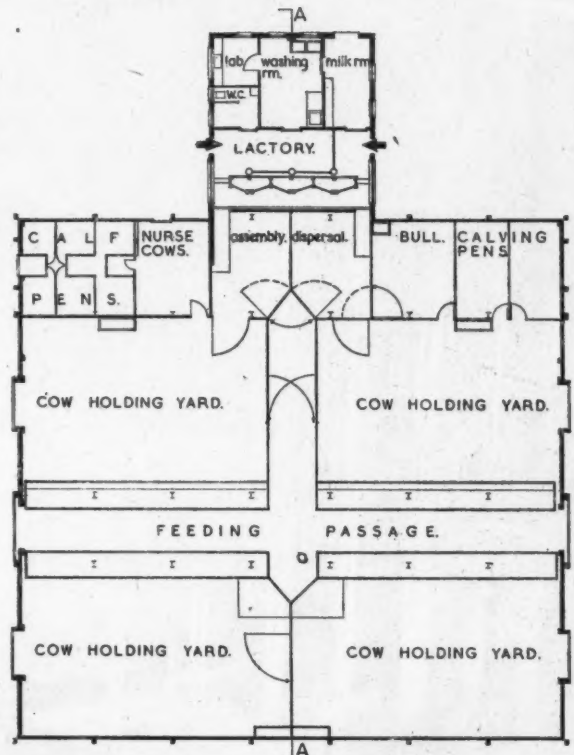 A
lab.
washing
rm.
milk rm
w.c.
LACTORY.
C A L F
P E N S.
NURSE
COWS.
assembly.
dispersal.
BULL.
CALVING
PENS
COW HOLDING YARD.
COW HOLDING YARD.
FEEDING PASSAGE.
COW HOLDING YARD.
COW HOLDING YARD.
A